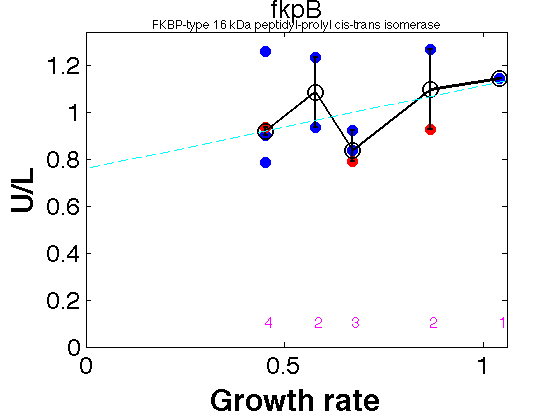 fkpB
FKBP-type 16 kDa peptidyl-prolyl cis-trans isomerase
1.2
1
0.8
0.6
0.4
0.2
0
U/L
4 2 3 2 1
0 0.5 1
Growth rate